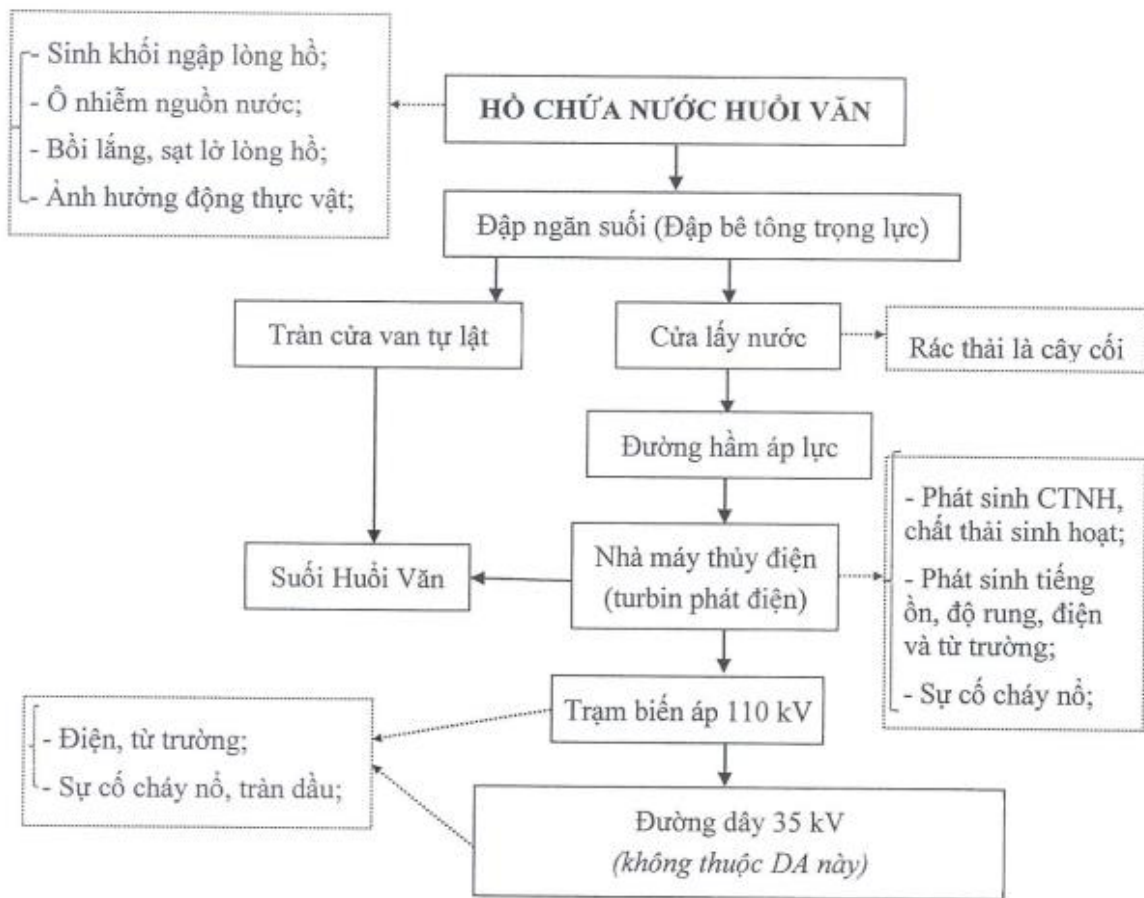 - Sinh khối ngập lòng hồ;
- Ô nhiễm nguồn nước;
- Bồi lắng, sạt lở lòng hồ;
- Ảnh hưởng động thực vật;
HỒ CHỨA NƯỚC HUỔI VĂN
Đập ngăn suối (Đập bê tông trọng lực)
Tràn cửa van tự lật
Cửa lấy nước
Rác thải là cây cối
Đường hầm áp lực
- Phát sinh CTNH,
chất thải sinh hoạt;
- Phát sinh tiếng
ồn, độ rung, điện
và từ trường;
- Sự cố cháy nổ;
Suối Huổi Văn
Nhà máy thủy điện
(turbin phát điện)
Trạm biến áp 110 kV
- Điện, từ trường;
- Sự cố cháy nổ, tràn dầu;
Đường dây 35 kV
(không thuộc DA này)